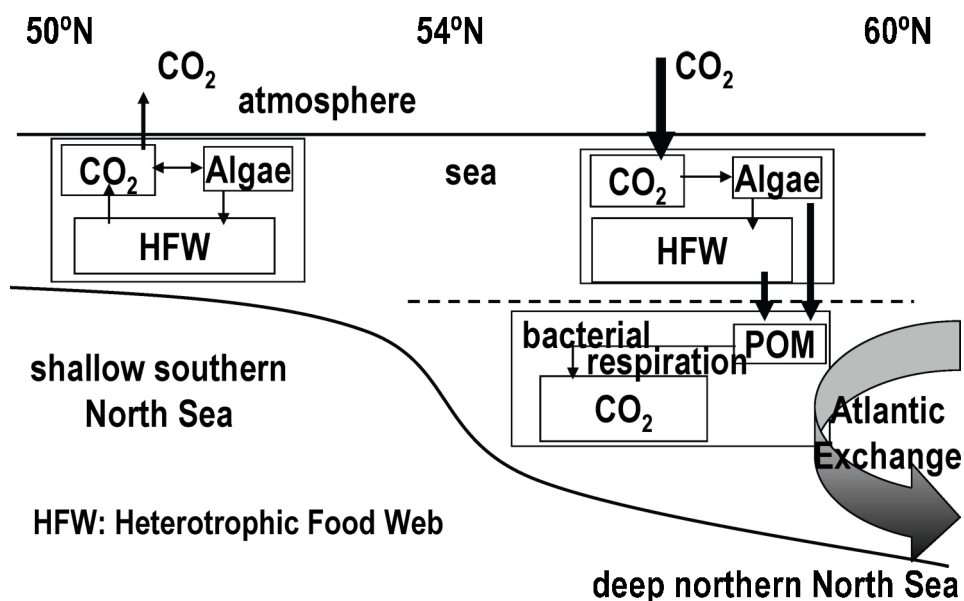 50ºN 54ºN 60ºN
CO₂ CO₂
atmosphere
sea
CO₂ Algae
HFW
CO₂ Algae
HFW
bacterial
respiration
POM
CO₂
shallow southern
North Sea
Atlantic
Exchange
HFW: Heterotrophic Food Web
deep northern North Sea